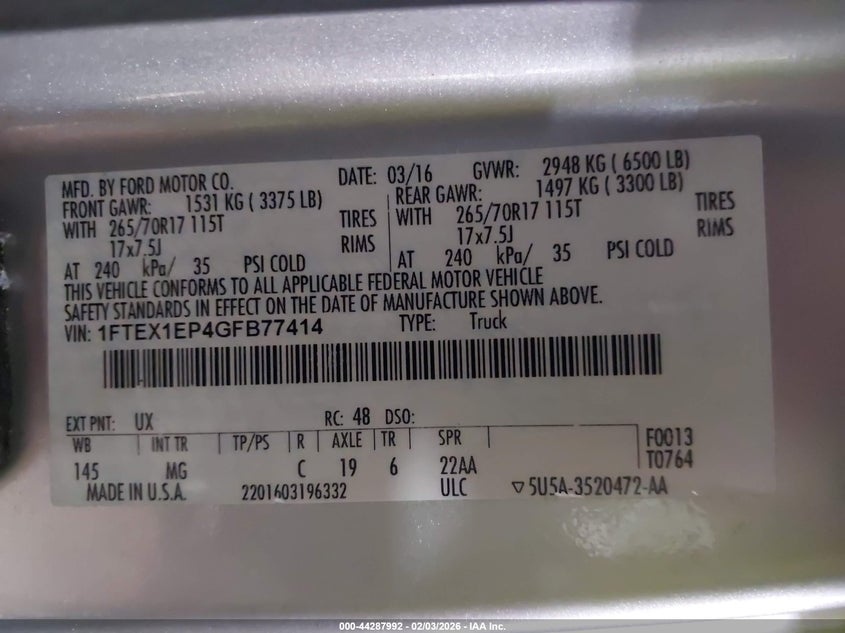 MFD. BY FORD MOTOR CO. DATE: 03/16 GVWR: 2948 KG ( 6500 LB)
FRONT GAWR: 1531 KG ( 3375 LB) REAR GAWR: 1497 KG ( 3300 LB)
WITH 265/70R17 115T TIRES WITH 265/70R17 115T TIRES
17x7.5J RIMS 17x7.5J RIMS
AT 240 kPa/ 35 PSI COLD AT 240 kPa/ 35 PSI COLD
THIS VEHICLE CONFORMS TO ALL APPLICABLE FEDERAL MOTOR VEHICLE
SAFETY STANDARDS IN EFFECT ON THE DATE OF MANUFACTURE SHOWN ABOVE.
VIN: 1FTEX1EP4GFB77414 TYPE: Truck
EXT PNT: UX RC: 48 DSO:
WB INT TR TP/PS R AXLE TR SPR F0013
145 MG C 19 6 22AA T0764
MADE IN U.S.A. 2201603196332 ULC ▽5U5A-3520472-AA
000-44287992 - 02/03/2026 - IAA Inc.